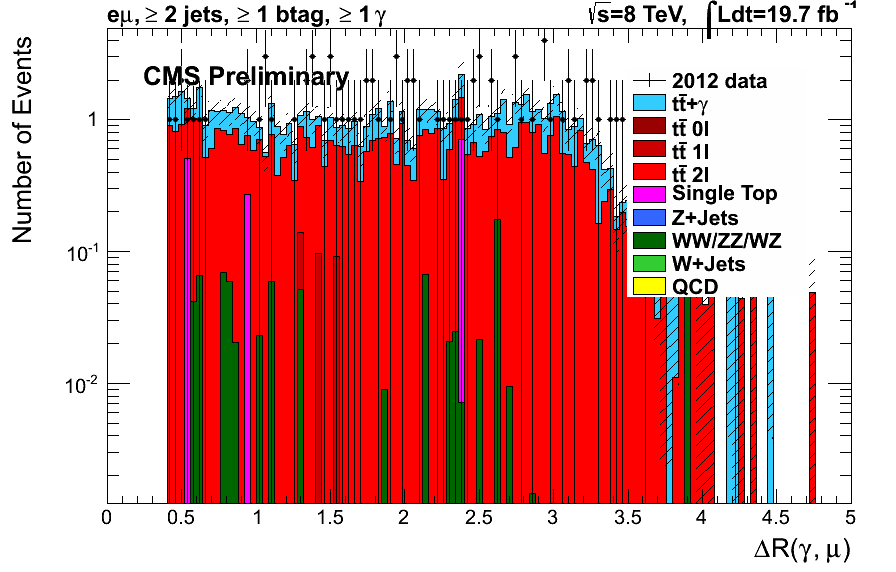 eμ, ≥ 2 jets, ≥ 1 btag, ≥ 1 γ
√s=8 TeV, ∫Ldt=19.7 fb⁻¹
CMS Preliminary
2012 data
tt̄+γ
tt̄ 0l
tt̄ 1l
tt̄ 2l
Single Top
Z+Jets
WW/ZZ/WZ
W+Jets
QCD
Number of Events
1
10⁻¹
10⁻²
0 0.5 1 1.5 2 2.5 3 3.5 4 4.5 5
ΔR(γ, μ)